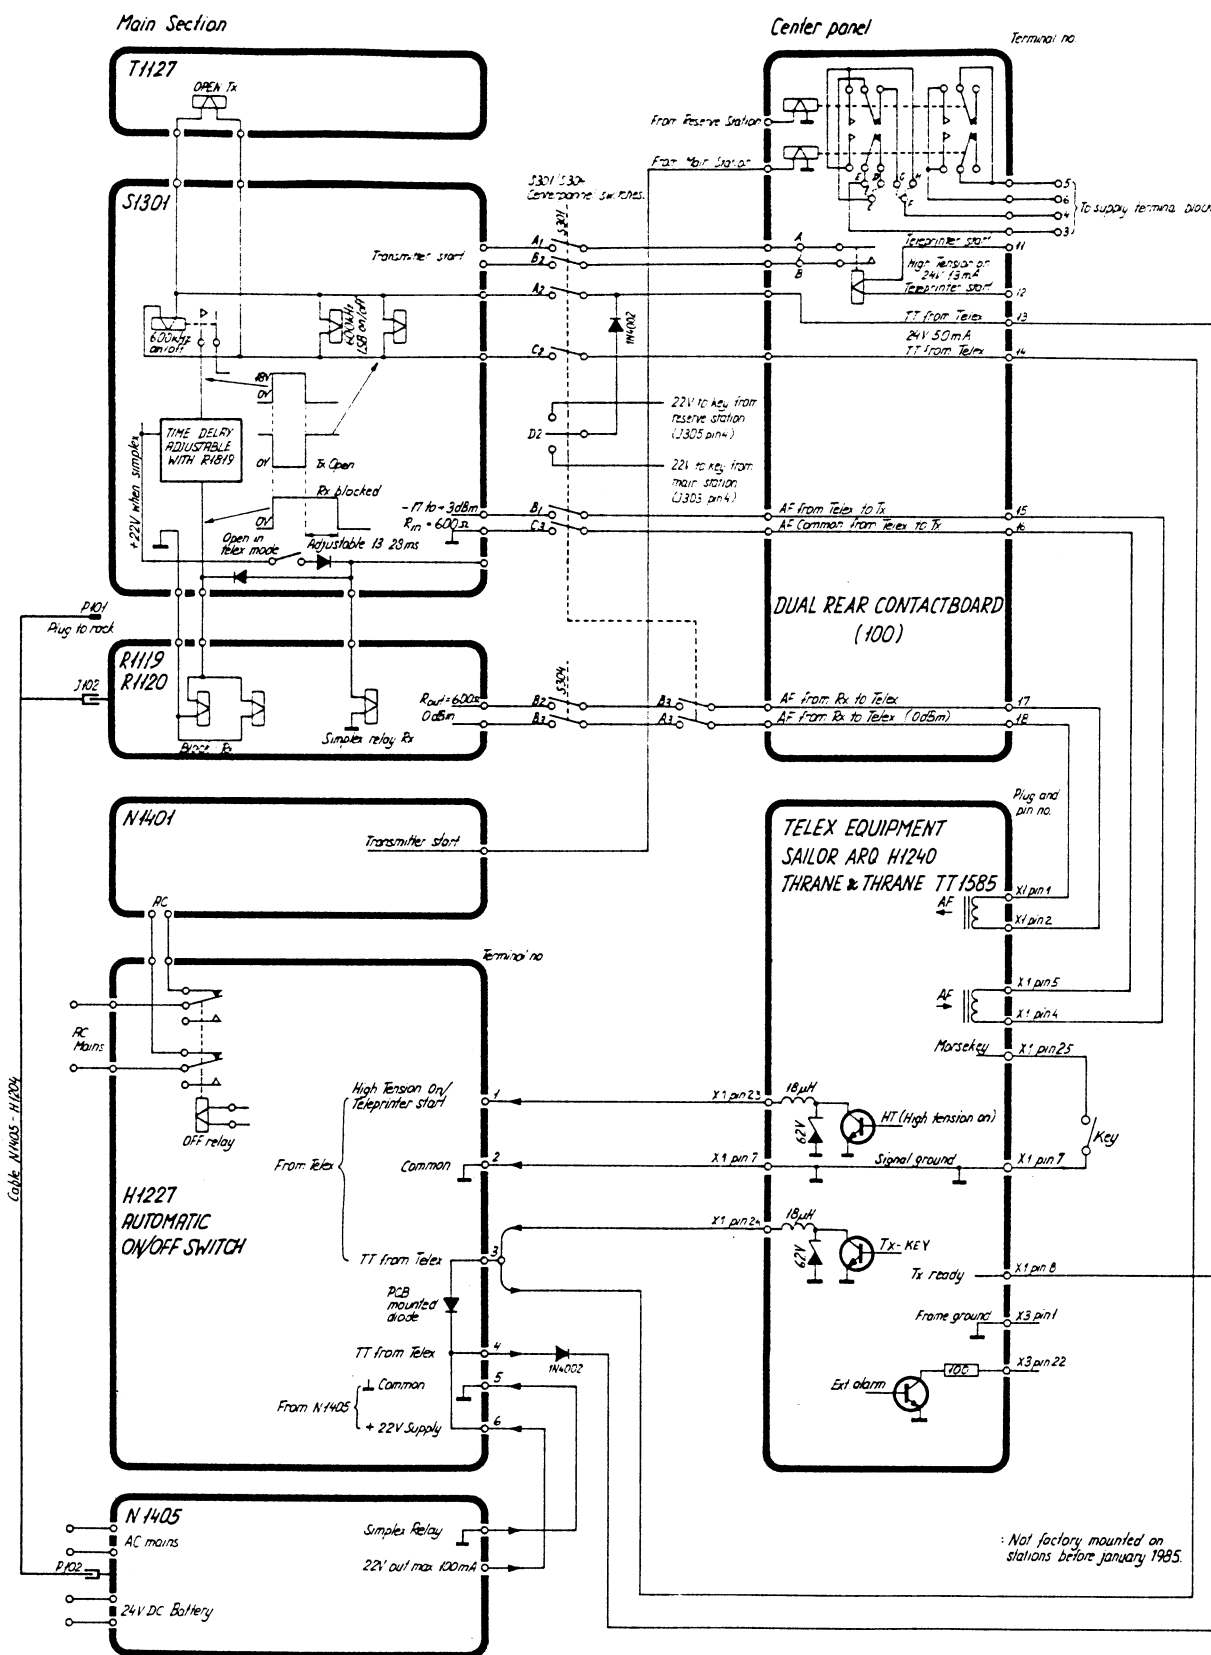 Main Section
Center panel
Terminal no.
T1127
OPEN Tx
From Reserve Station
From Main Station
S1301
S301/S304
Centerpannel switches.
S301
5
6
4
3
To supply terminal block
E
D
G
H
C
F
Transmitter start
A1
B2
A
B
Teleprinter start
11
High Tension on
24V 13mA
Teleprinter start
12
A2
TT from Telex
13
24V 50mA
TT from Telex
14
C2
1N4002
600kHz
on/off
600kHz
LSB on/off
18V
0V
22V to key from
reserve station
(J305 pin4)
D2
22V to key from
main station
(J303 pin4)
TIME DELAY
ADJUSTABLE
WITH R1819
+22V when simplex
0V
Tx Open
Rx blocked
0V
-17 to +3dBm
Rin = 600Ω
B1
C3
AF from Telex to Tx
15
AF Common from Telex to Tx
16
Open in
telex mode
Adjustable 13 28ms
P101
Plug to rack
DUAL REAR CONTACTBOARD
(100)
R1119
R1120
J102
Rout = 600Ω
0dBm
S304
B2
B3
B3
A3
AF from Rx to Telex
17
AF from Rx to Telex (0dBm)
18
Block Rx
Simplex relay Rx
N1401
Transmitter start
AC
Plug and
pin no.
TELEX EQUIPMENT
SAILOR ARQ H1240
THRANE & THRANE TT1585
AF
X1 pin 1
X1 pin 2
Terminal no
AF
X1 pin 5
X1 pin 4
AC
Mains
Morsekey
X1 pin 25
OFF relay
High Tension On/
Teleprinter start
1
X1 pin 23
18µH
62V
HT (High tension on)
Key
From Telex
Common
2
X1 pin 7
Signal ground
X1 pin 7
H1227
AUTOMATIC
ON/OFF SWITCH
X1 pin 24
18µH
62V
Tx-KEY
TT from Telex
3
Tx ready
X1 pin 8
PCB
mounted
diode
Frame ground
X3 pin 1
TT from Telex
4
1N4002
100
X3 pin 22
Ext alarm
Common
5
From N1405
+ 22V Supply
6
Cable N1405 - H1204
N1405
AC mains
P102
24V DC Battery
Simplex Relay
22V out max 100mA
: Not factory mounted on
stations before january 1985.